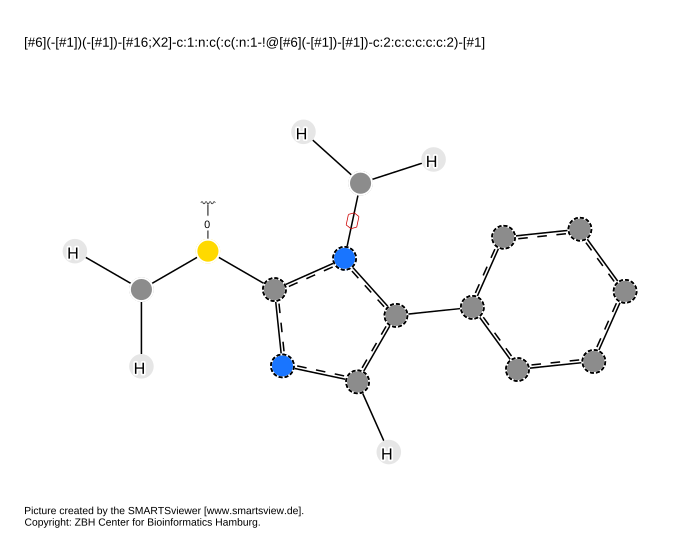 [#6](-[#1])(-[#1])-[#16;X2]-c:1:n:c(:c(:n:1-!@[#6](-[#1])-[#1])-c:2:c:c:c:c:c:2)-[#1]
H
H
H
0
H
H
Picture created by the SMARTSviewer [www.smartsview.de].
Copyright: ZBH Center for Bioinformatics Hamburg.